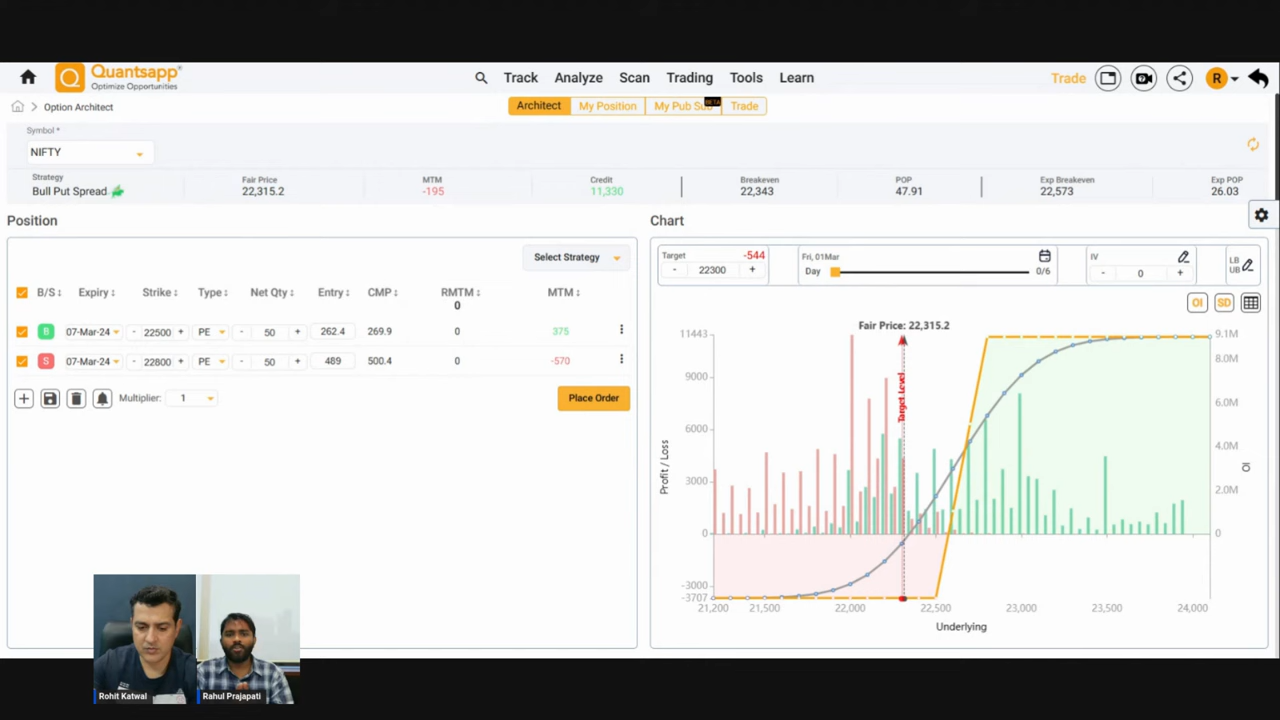 Quantsapp®
Optimize Opportunities
Track Analyze Scan Trading Tools Learn
Trade
R
> Option Architect
Architect My Position My Pub Sub BETA Trade
Symbol *
NIFTY
Strategy Fair Price MTM Credit Breakeven POP Exp Breakeven Exp POP
Bull Put Spread 22,315.2 -195 11,330 22,343 47.91 22,573 26.03
Position
Select Strategy
B/S Expiry Strike Type Net Qty Entry CMP RMTM MTM
0
B 07-Mar-24 - 22500 + PE - 50 + 262.4 269.9 0 375
S 07-Mar-24 - 22800 + PE - 50 + 489 500.4 0 -570
Multiplier: 1
Place Order
Chart
Target -544
- 22300 +
Fri, 01Mar
Day 0/6
IV
- 0 +
LB
UB
OI SD
Fair Price: 22,315.2
Target Level
11443
9000
6000
3000
0
-3000
-3707
Profit / Loss
9.1M
8.0M
6.0M
4.0M
2.0M
0
OI
21,200 21,500 22,000 22,500 23,000 23,500 24,000
Underlying
Rohit Katwal
Rahul Prajapati